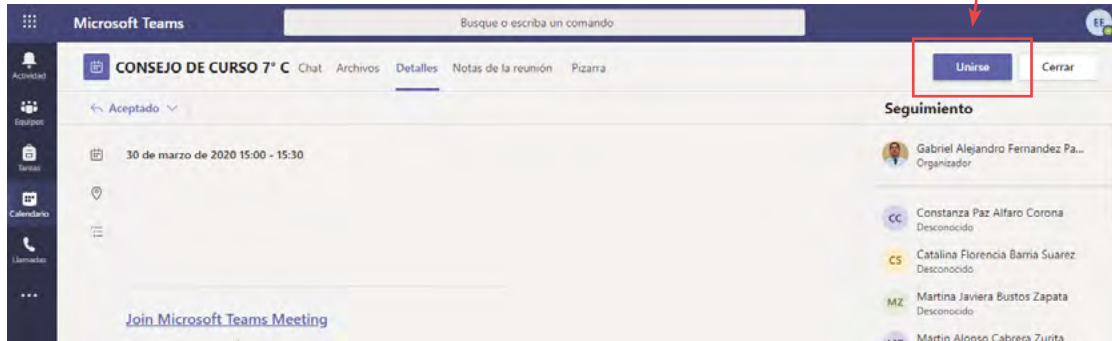 Microsoft Teams
Busque o escriba un comando
EF
Actividad
Equipos
Tareas
Calendario
Llamadas
CONSEJO DE CURSO 7° C Chat Archivos Detalles Notas de la reunión Pizarra
Unirse Cerrar
Aceptado
30 de marzo de 2020 15:00 - 15:30
Join Microsoft Teams Meeting
Seguimiento
Gabriel Alejandro Fernandez Pa...
Organizador
CC Constanza Paz Alfaro Corona
Desconocido
CS Catalina Florencia Barria Suarez
Desconocido
MZ Martina Javiera Bustos Zapata
Desconocido
Martin Alonso Cabrera Zurita